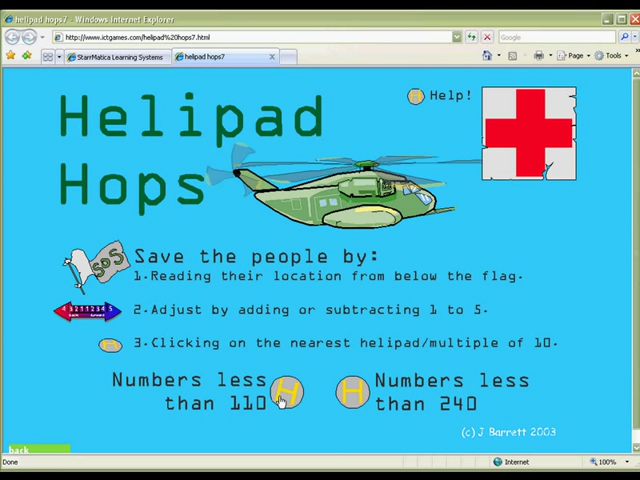 helipad hops7 - Windows Internet Explorer
http://www.ictgames.com/helipad%20hops7.html
Google
StarrMatica Learning Systems
helipad hops7
Page
Tools
Helipad
Hops
H Help!
SOS
Save the people by:
1.Reading their location from below the flag.
2.Adjust by adding or subtracting 1 to 5.
3.Clicking on the nearest helipad/multiple of 10.
Numbers less
than 110
H
H
Numbers less
than 240
(c) J Barrett 2003
back
Done
Internet
100%